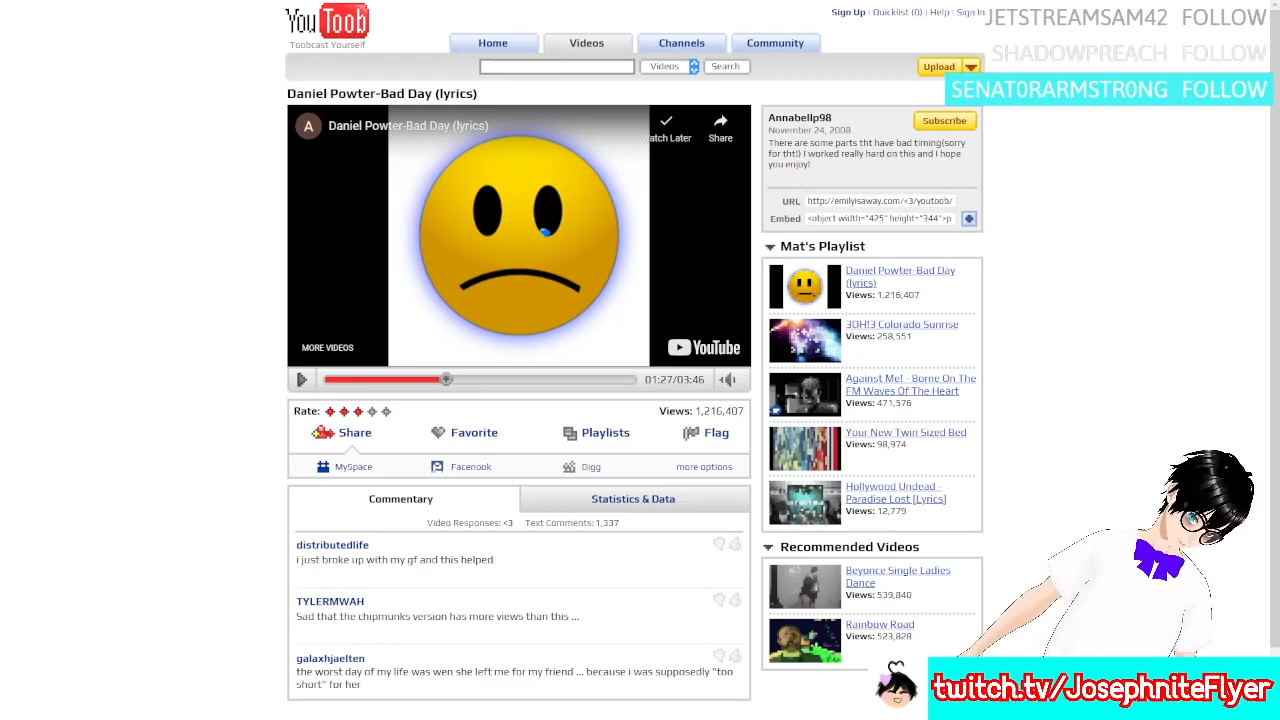 YouToob
Toobcast Yourself
Sign Up | Quicklist (0) | Help | Sign In
JETSTREAMSAM42 FOLLOW
SHADOWPREACH FOLLOW
SENAT0RARMSTR0NG FOLLOW
Home
Videos
Channels
Community
Videos
Search
Upload
Daniel Powter-Bad Day (lyrics)
A
Daniel Powter-Bad Day (lyrics)
Watch Later
Share
MORE VIDEOS
YouTube
01:27/03:46
Annabellp98
Subscribe
November 24, 2008
There are some parts tht have bad timing(sorry
for tht!) I worked really hard on this and I hope
you enjoy!
URL http://emilyisaway.com/<3/youtoob/
Embed <object width="425" height="344">p
Mat's Playlist
Daniel Powter-Bad Day
(lyrics)
Views: 1,216,407
3OH!3 Colorado Sunrise
Views: 258,551
Against Me! - Borne On The
FM Waves Of The Heart
Views: 471,576
Your New Twin Sized Bed
Views: 98,974
Hollywood Undead -
Paradise Lost [Lyrics]
Views: 12,779
Recommended Videos
Beyonce Single Ladies
Dance
Views: 539,840
Rainbow Road
Views: 523,828
Rate:
Views: 1,216,407
Share
Favorite
Playlists
Flag
MySpace
Facenook
Digg
more options
Commentary
Statistics & Data
Video Responses: <3 Text Comments: 1,337
distributedlife
i just broke up with my gf and this helped
TYLERMWAH
Sad that the chipmunks version has more views than this ...
galaxhjaelten
the worst day of my life was wen she left me for my friend ... because i was supposedly "too
short" for her
twitch.tv/JosephniteFlyer